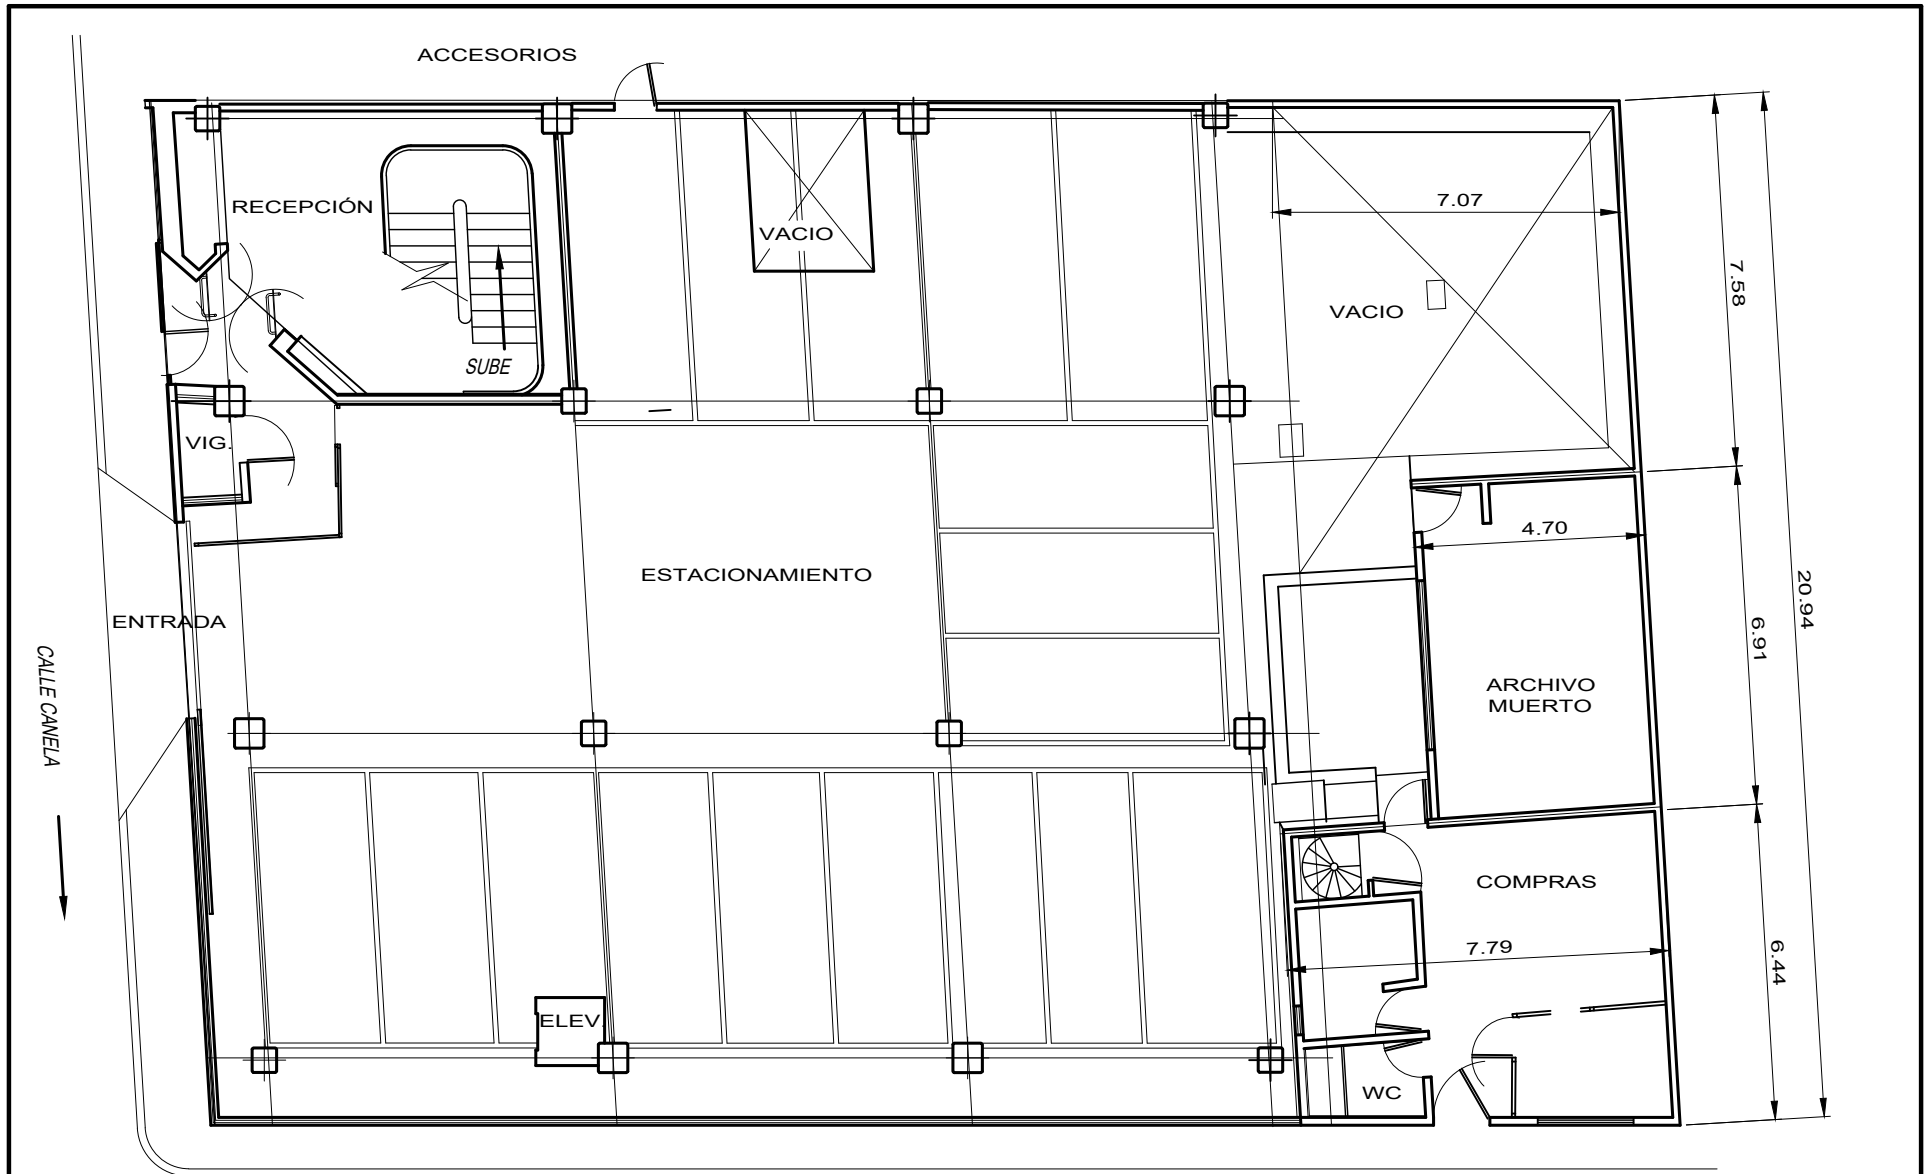 ACCESORIOS
RECEPCIÓN
7.07
VACIO
7.58
VACIO
SUBE
VIG.
4.70
ESTACIONAMIENTO
20.94
ENTRADA
6.91
CALLE CANELA
ARCHIVO
MUERTO
COMPRAS
7.79
6.44
ELEV.
WC